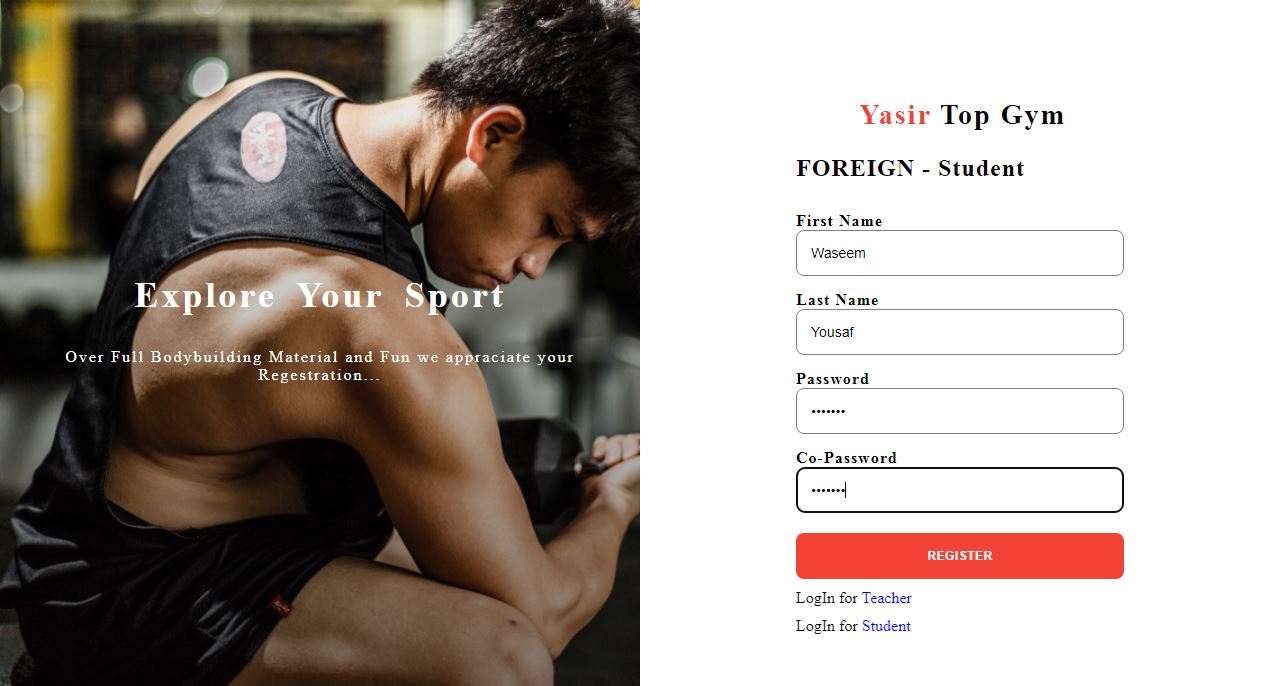 Explore Your Sport
Over Full Bodybuilding Material and Fun we appraciate your
Regestration...
Yasir Top Gym
FOREIGN - Student
First Name
Waseem
Last Name
Yousaf
Password
•••••••
Co-Password
•••••••
REGISTER
LogIn for Teacher
LogIn for Student